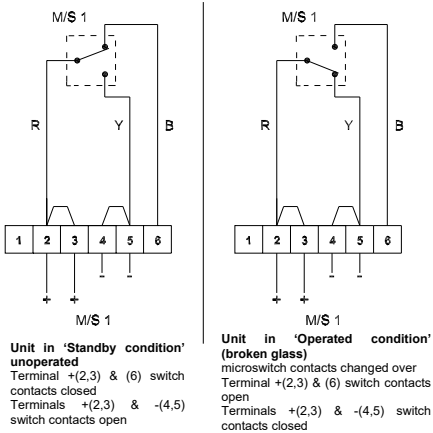 M/S 1
R Y B
1 2 3 4 5 6
+ + - -
M/S 1
Unit in 'Standby condition'
unoperated
Terminal +(2,3) & (6) switch
contacts closed
Terminals +(2,3) & -(4,5)
switch contacts open
M/S 1
R Y B
1 2 3 4 5 6
+ + - -
M/S 1
Unit in 'Operated condition'
(broken glass)
microswitch contacts changed over
Terminal +(2,3) & (6) switch contacts
open
Terminals +(2,3) & -(4,5) switch
contacts closed